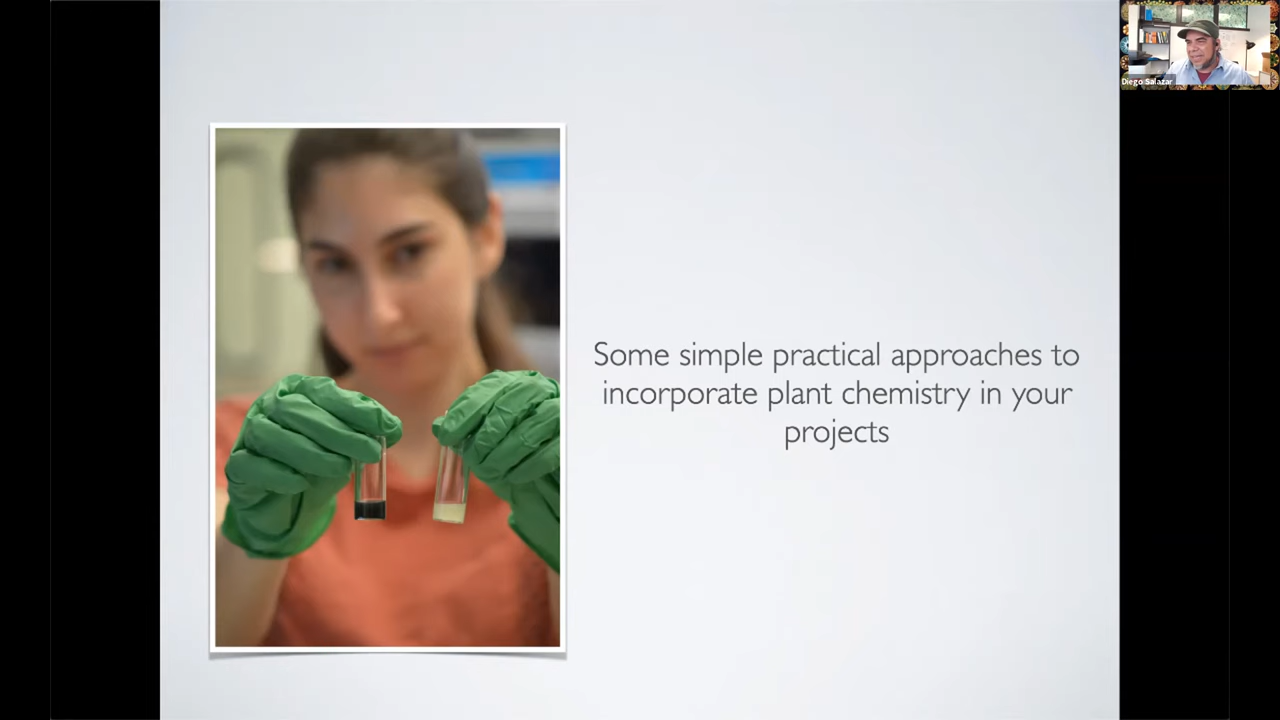 Diego Salazar
Some simple practical approaches to
incorporate plant chemistry in your
projects